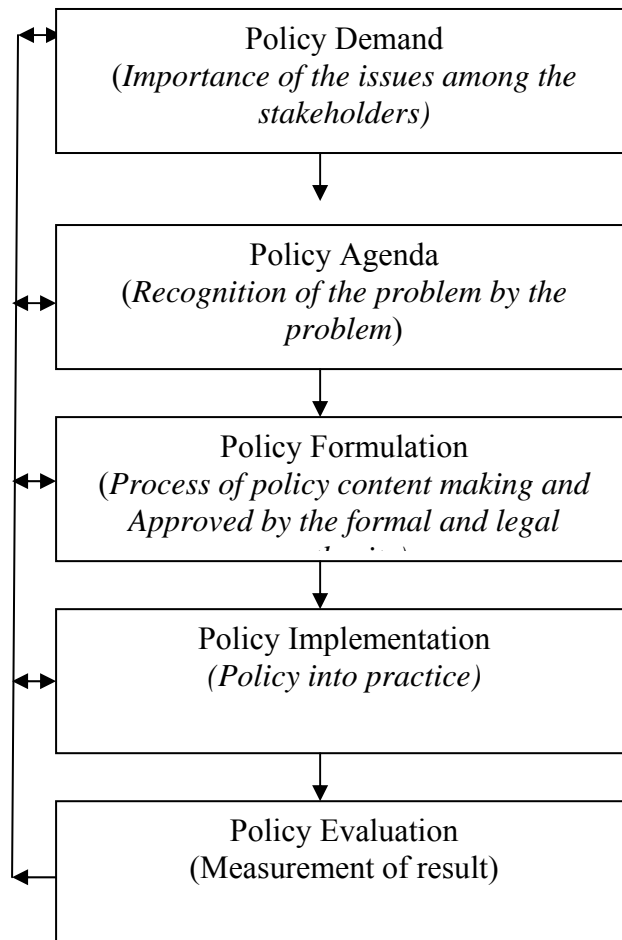 Policy Demand
(Importance of the issues among the
stakeholders)
Policy Agenda
(Recognition of the problem by the
problem)
Policy Formulation
(Process of policy content making and
Approved by the formal and legal
Policy Implementation
(Policy into practice)
Policy Evaluation
(Measurement of result)